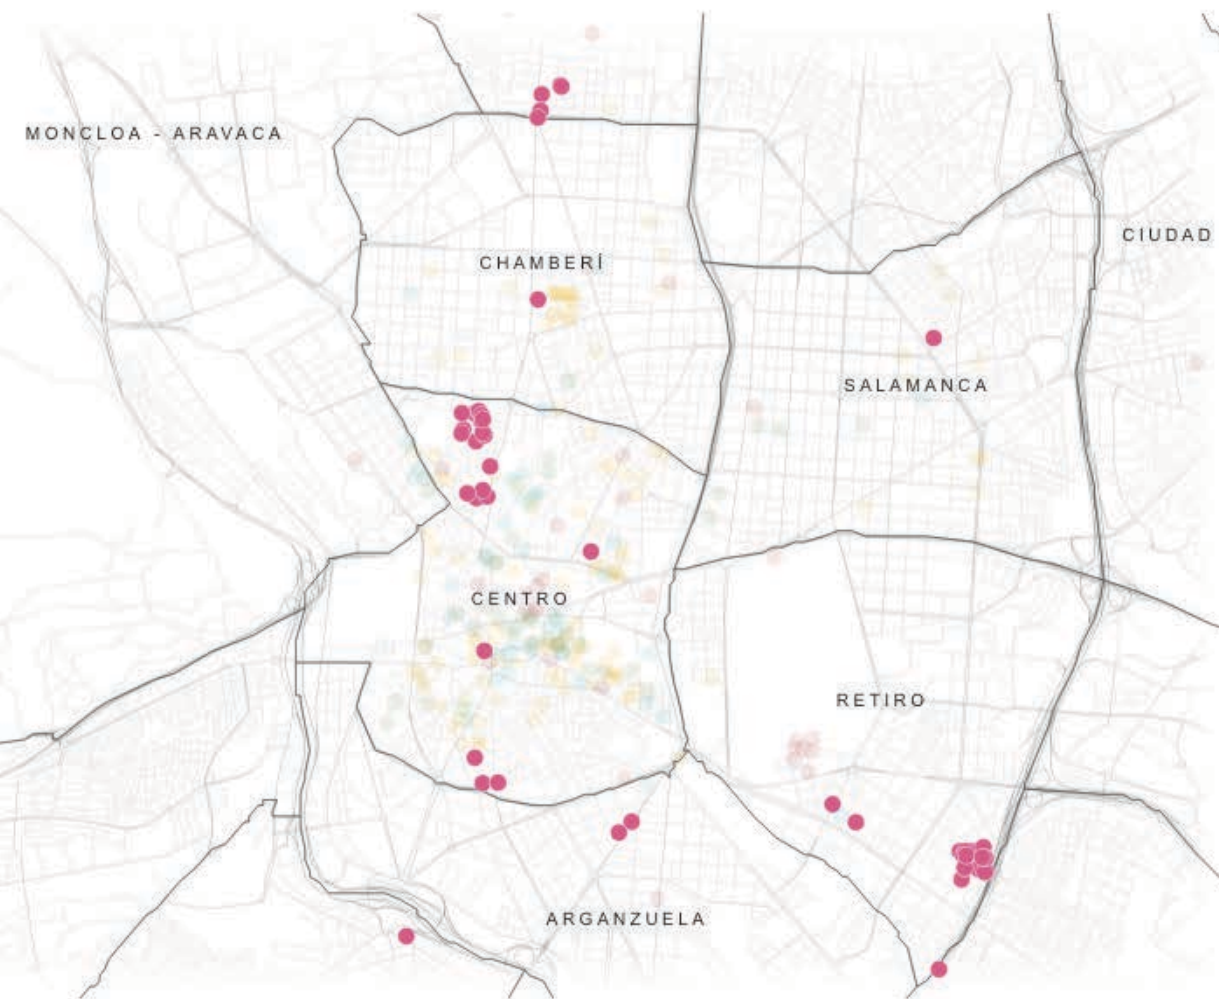 MONCLOA - ARAVACA
CIUDAD
CHAMBERÍ
SALAMANCA
CENTRO
RETIRO
ARGANZUELA